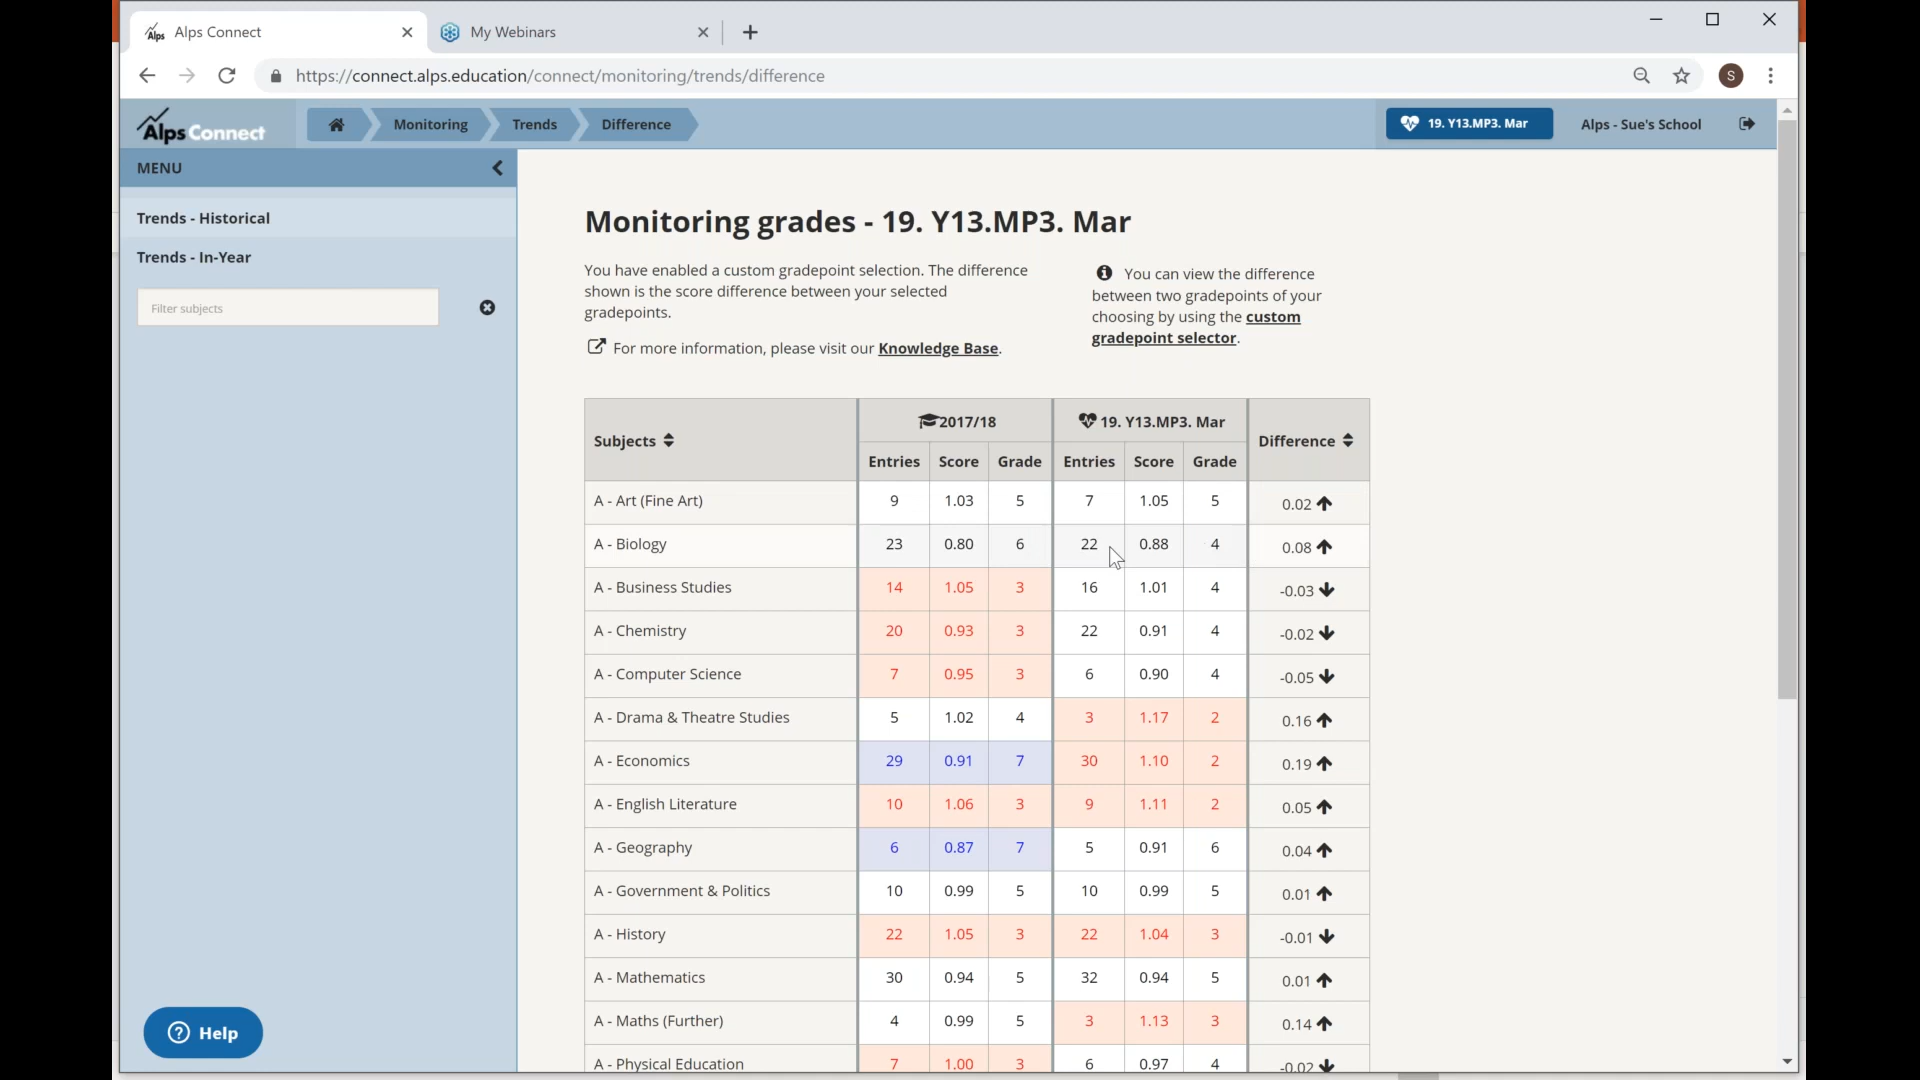 Alps Connect
My Webinars
https://connect.alps.education/connect/monitoring/trends/difference
S
Alps Connect
Monitoring
Trends
Difference
19. Y13.MP3. Mar
Alps - Sue's School
MENU
Trends - Historical
Trends - In-Year
Filter subjects
Monitoring grades - 19. Y13.MP3. Mar
You have enabled a custom gradepoint selection. The difference
shown is the score difference between your selected
gradepoints.
For more information, please visit our Knowledge Base.
You can view the difference
between two gradepoints of your
choosing by using the custom
gradepoint selector.
Subjects 2017/18 19. Y13.MP3. Mar Difference
Entries Score Grade Entries Score Grade
A - Art (Fine Art) 9 1.03 5 7 1.05 5 0.02
A - Biology 23 0.80 6 22 0.88 4 0.08
A - Business Studies 14 1.05 3 16 1.01 4 -0.03
A - Chemistry 20 0.93 3 22 0.91 4 -0.02
A - Computer Science 7 0.95 3 6 0.90 4 -0.05
A - Drama & Theatre Studies 5 1.02 4 3 1.17 2 0.16
A - Economics 29 0.91 7 30 1.10 2 0.19
A - English Literature 10 1.06 3 9 1.11 2 0.05
A - Geography 6 0.87 7 5 0.91 6 0.04
A - Government & Politics 10 0.99 5 10 0.99 5 0.01
A - History 22 1.05 3 22 1.04 3 -0.01
A - Mathematics 30 0.94 5 32 0.94 5 0.01
A - Maths (Further) 4 0.99 5 3 1.13 3 0.14
A - Physical Education 7 1.00 3 6 0.97 4 -0.02
Help